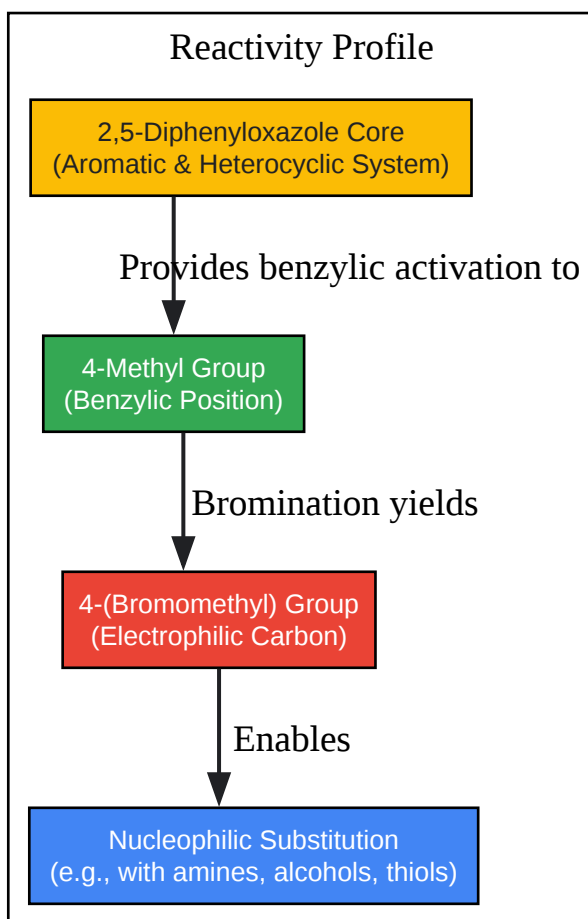 Reactivity Profile
2,5-Diphenyloxazole Core
(Aromatic & Heterocyclic System)
Provides benzylic activation to
4-Methyl Group
(Benzylic Position)
Bromination yields
4-(Bromomethyl) Group
(Electrophilic Carbon)
Enables
Nucleophilic Substitution
(e.g., with amines, alcohols, thiols)